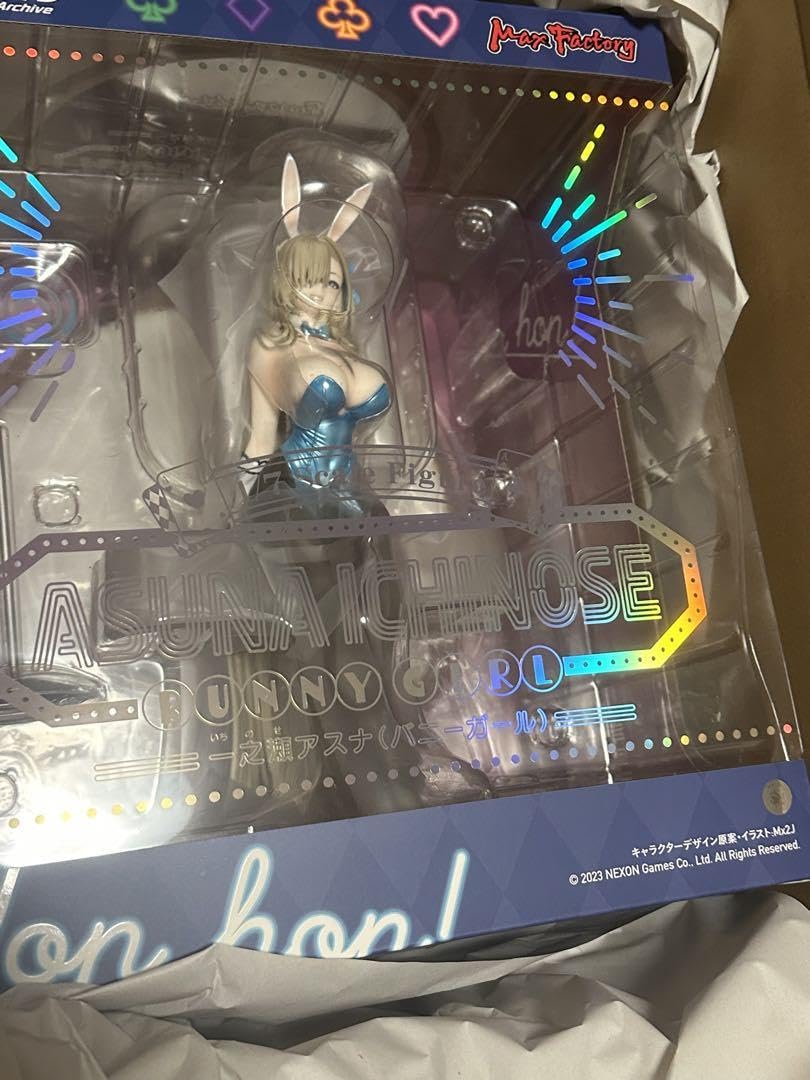 Archive
Max Factory
hon
7 Scale Figure
ASUNA ICHINOSE
BUNNY GIRL
いちのせ
一之瀬アスナ(バニーガール)
キャラクターデザイン原案・イラスト:Mx2J
© 2023 NEXON Games Co., Ltd. All Rights Reserved.
on hon!